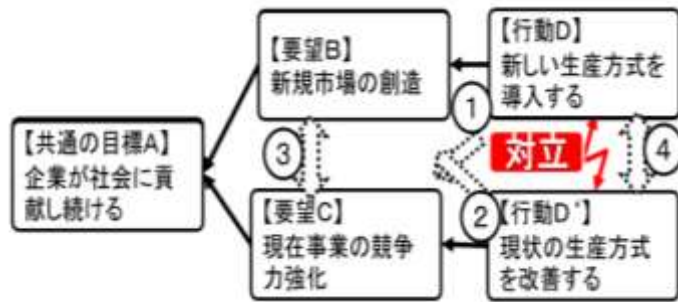 【要望B】
新規市場の創造
【行動D】
新しい生産方式を
導入する
①
【共通の目標A】
企業が社会に貢
献し続ける
③
対立
④
②
【要望C】
現在事業の競争
力強化
【行動D'】
現状の生産方式
を改善する